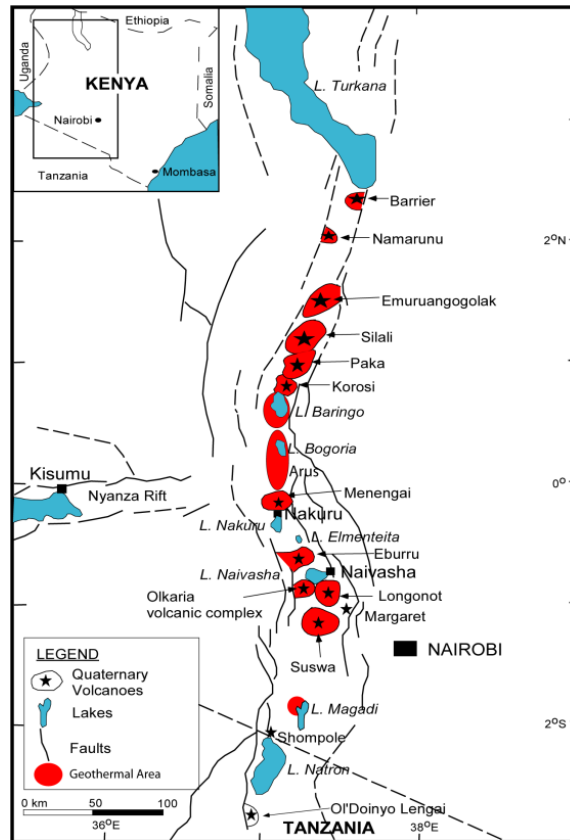 Ethiopia
Uganda
KENYA
Somalia
Nairobi
Tanzania
Mombasa
L. Turkana
Barrier
Namarunu
2ºN
Emuruangogolak
Silali
Paka
Korosi
L. Baringo
L. Bogoria
Arus
Kisumu
Nyanza Rift
0º
Menengai
Nakuru
L. Nakuru
L. Elmenteita
Eburru
L. Naivasha
Naivasha
Olkaria
volcanic complex
Longonot
Margaret
Suswa
NAIROBI
LEGEND
Quaternary
Volcanoes
Lakes
Faults
Geothermal Area
L. Magadi
2ºS
Shompole
L. Natron
0 km 50 100
Ol'Doinyo Lengai
TANZANIA
36ºE
38ºE